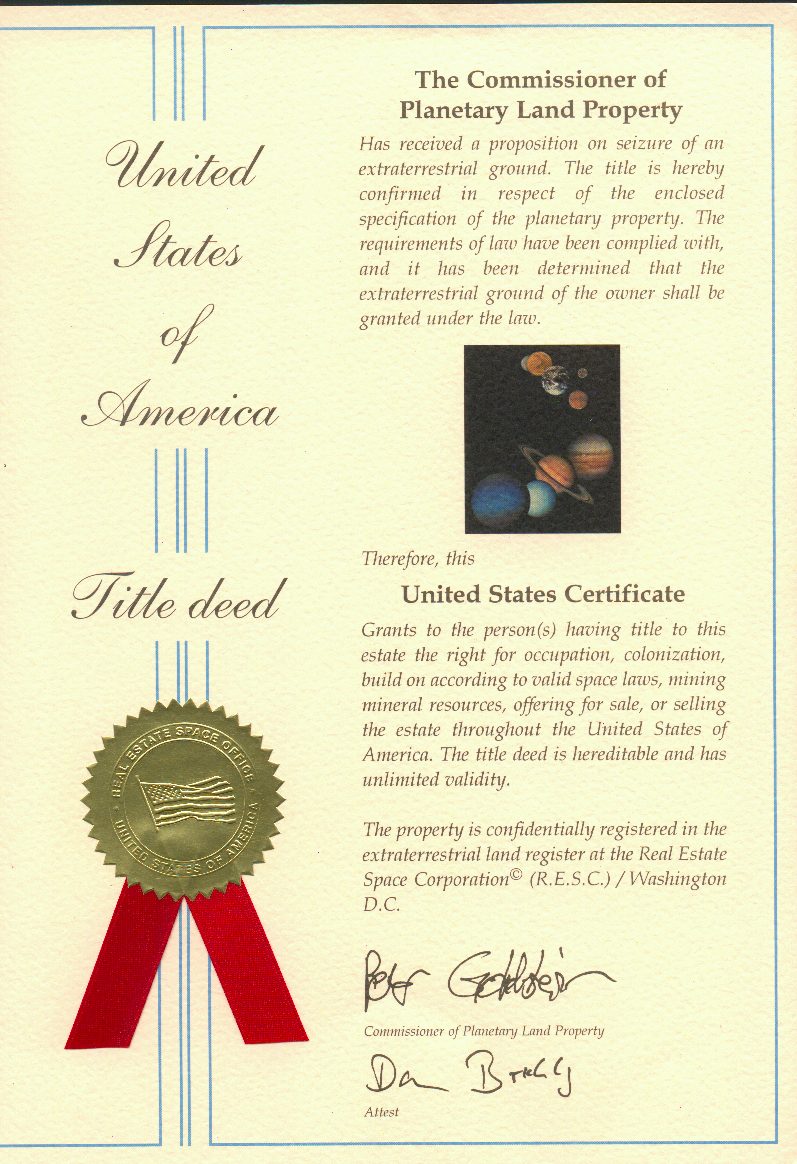 United
States
of
America
Title deed
REAL ESTATE SPACE OFFICE
UNITED STATES OF AMERICA
The Commissioner of
Planetary Land Property
Has received a proposition on seizure of an
extraterrestrial ground. The title is hereby
confirmed in respect of the enclosed
specification of the planetary property. The
requirements of law have been complied with,
and it has been determined that the
extraterrestrial ground of the owner shall be
granted under the law.
Therefore, this
United States Certificate
Grants to the person(s) having title to this
estate the right for occupation, colonization,
build on according to valid space laws, mining
mineral resources, offering for sale, or selling
the estate throughout the United States of
America. The title deed is hereditable and has
unlimited validity.
The property is confidentially registered in the
extraterrestrial land register at the Real Estate
Space Corporation© (R.E.S.C.) / Washington
D.C.
Commissioner of Planetary Land Property
Attest